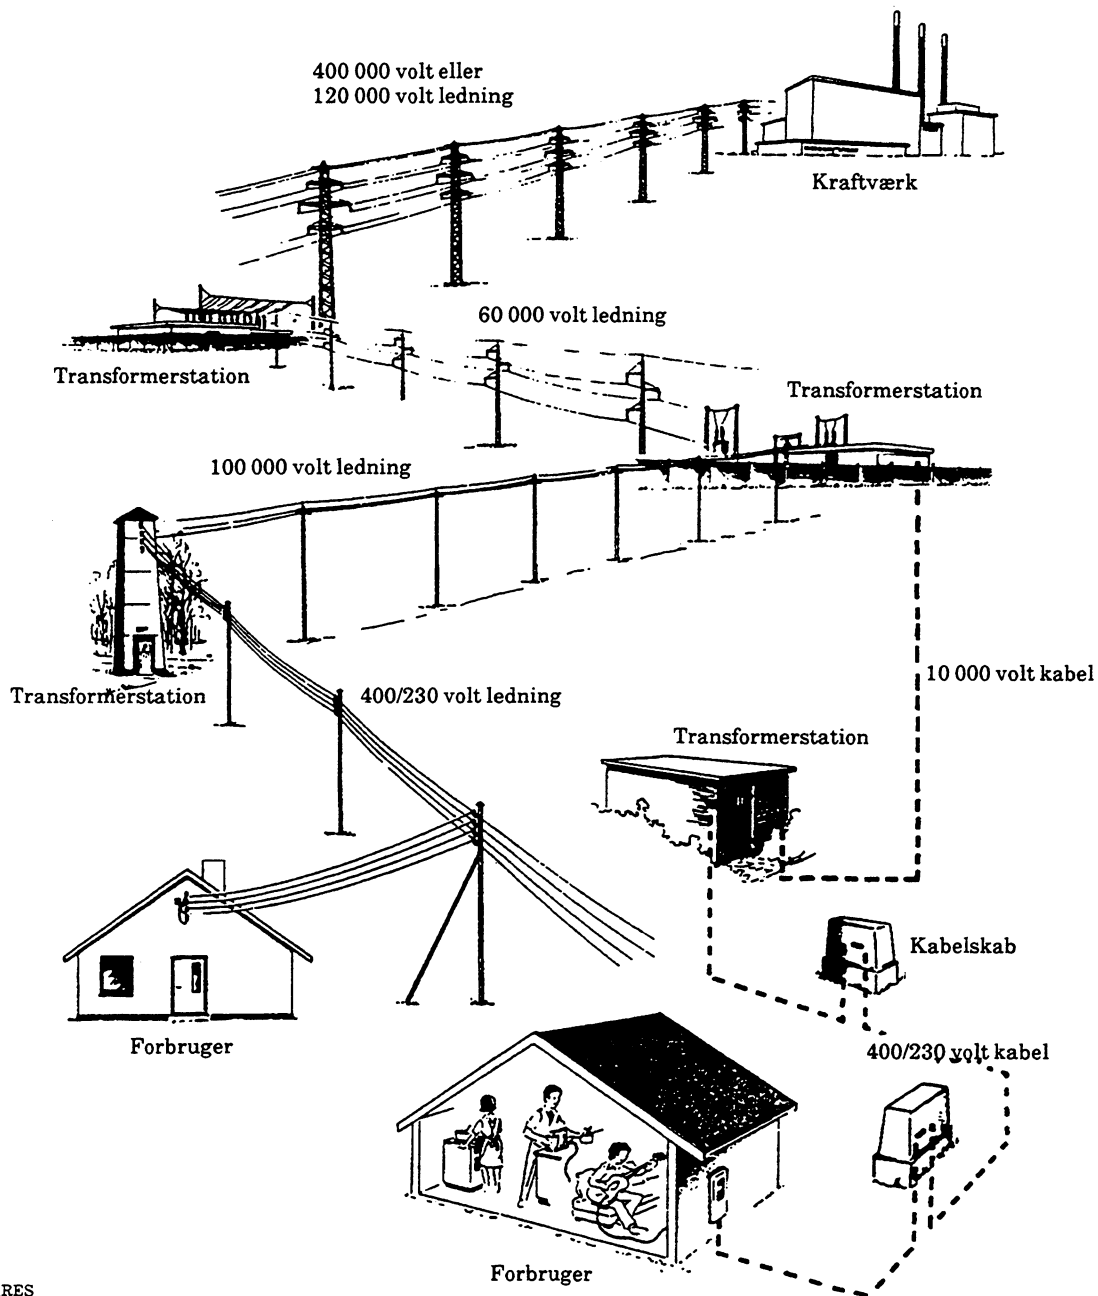 400 000 volt eller
120 000 volt ledning
Kraftværk
60 000 volt ledning
Transformerstation
Transformerstation
100 000 volt ledning
10 000 volt kabel
Transformerstation
400/230 volt ledning
Transformerstation
Kabelskab
Forbruger
400/230 volt kabel
Forbruger
RES